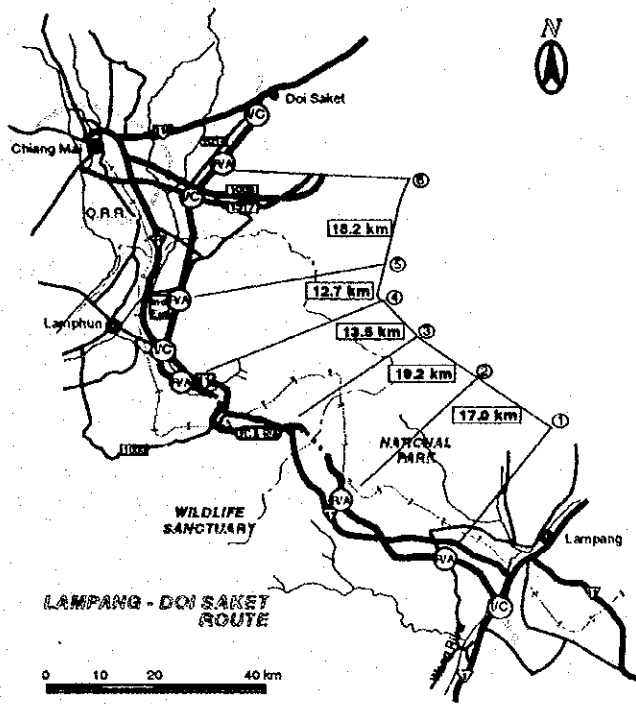 N
Doi Saket
I/C
Chiang Mai
R/A
6
I/C
O.R.R.
18.2 km
5
12.7 km
4
R/A
Lamphun
13.5 km
3
I/C
19.2 km
2
R/A
17.0 km
1
NATIONAL
PARK
R/A
WILDLIFE
SANCTUARY
Lampang
R/A
LAMPANG - DOI SAKET
ROUTE
I/C
0 10 20 40 km